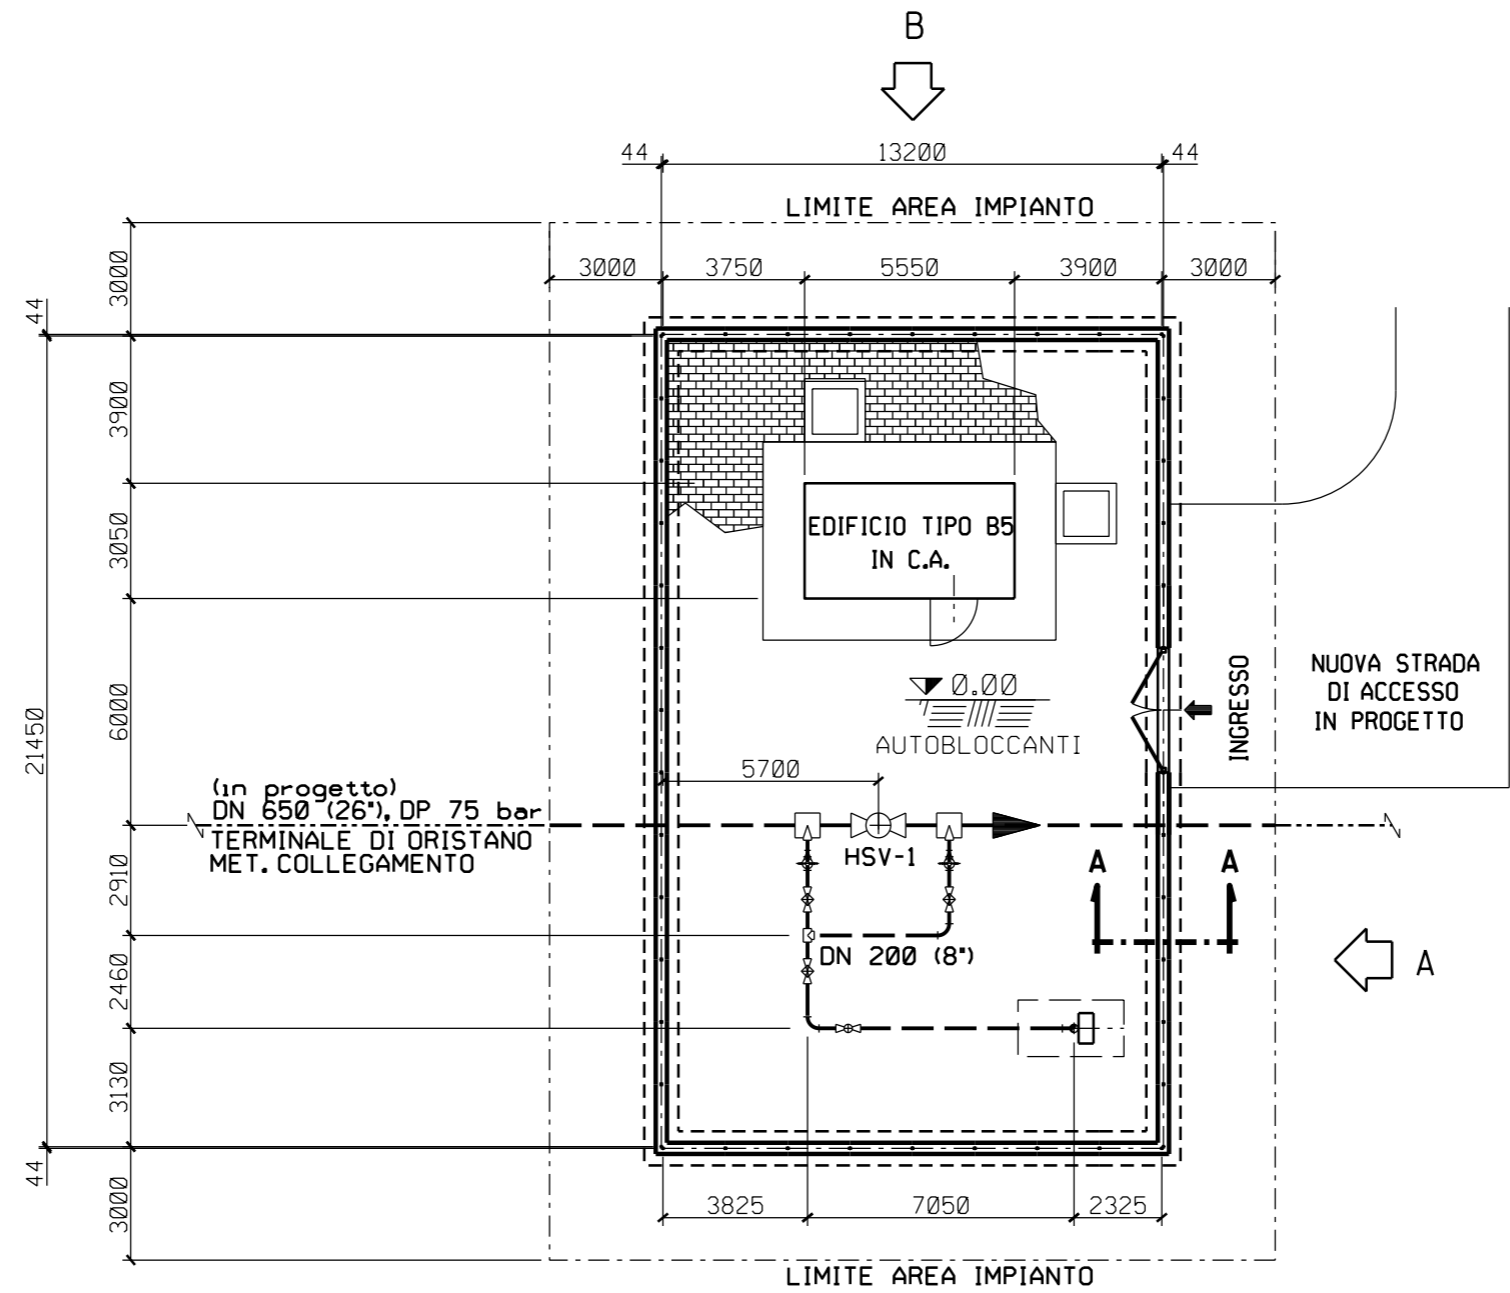 B
44
13200
44
LIMITE AREA IMPIANTO
3000
3750
5550
3900
3000
3000
44
3900
3050
6000
21450
2910
2460
3130
44
3000
EDIFICIO TIPO B5
IN C.A.
0.00
AUTOBLOCCANTI
INGRESSO
NUOVA STRADA
DI ACCESSO
IN PROGETTO
5700
(in progetto)
DN 650 (26"), DP 75 bar
TERMINALE DI ORISTANO
MET. COLLEGAMENTO
HSV-1
A
A
DN 200 (8")
A
3825
7050
2325
LIMITE AREA IMPIANTO